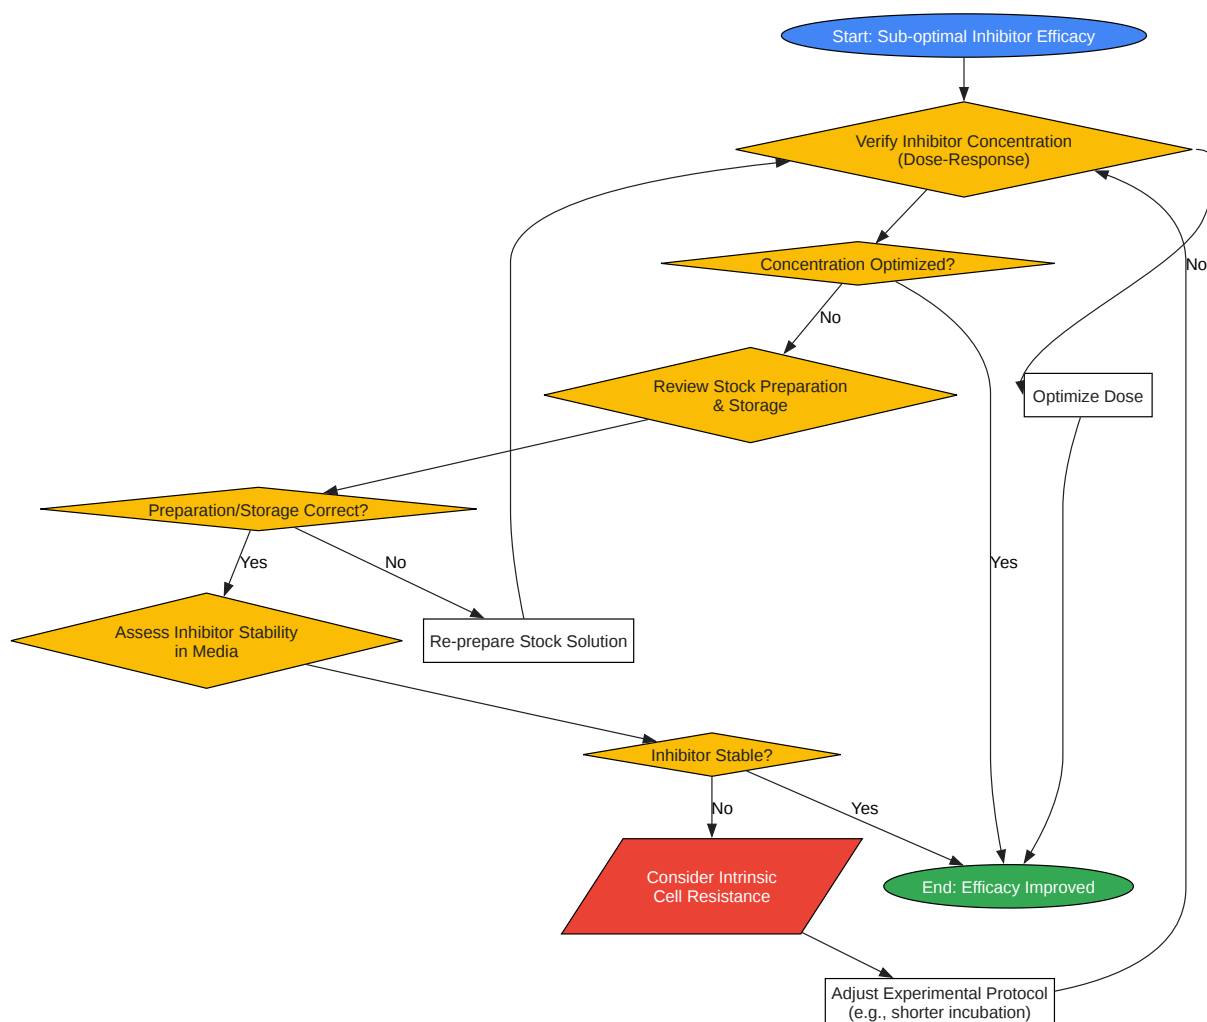 Start: Sub-optimal Inhibitor Efficacy
Verify Inhibitor Concentration
(Dose-Response)
Concentration Optimized?
No
No
Review Stock Preparation
& Storage
Optimize Dose
Preparation/Storage Correct?
Yes
No
Yes
Assess Inhibitor Stability
in Media
Re-prepare Stock Solution
Inhibitor Stable?
No
Yes
Consider Intrinsic
Cell Resistance
End: Efficacy Improved
Adjust Experimental Protocol
(e.g., shorter incubation)